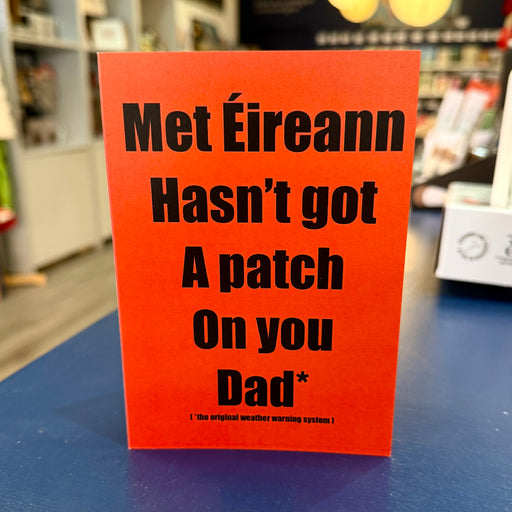 Met Éireann
Hasn't got
A patch
On you
Dad*
( *the original weather warning system )